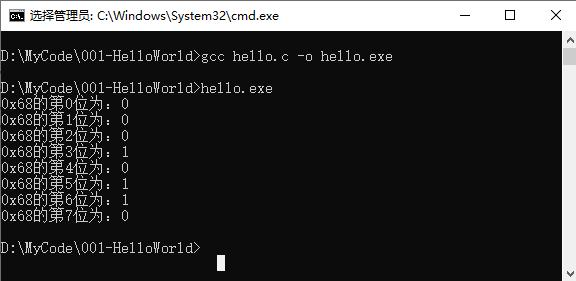 选择管理员: C:\Windows\System32\cmd.exe
D:\MyCode\001-HelloWorld>gcc hello.c -o hello.exe
D:\MyCode\001-HelloWorld>hello.exe
0x68的第0位为：0
0x68的第1位为：0
0x68的第2位为：0
0x68的第3位为：1
0x68的第4位为：0
0x68的第5位为：1
0x68的第6位为：1
0x68的第7位为：0
D:\MyCode\001-HelloWorld>